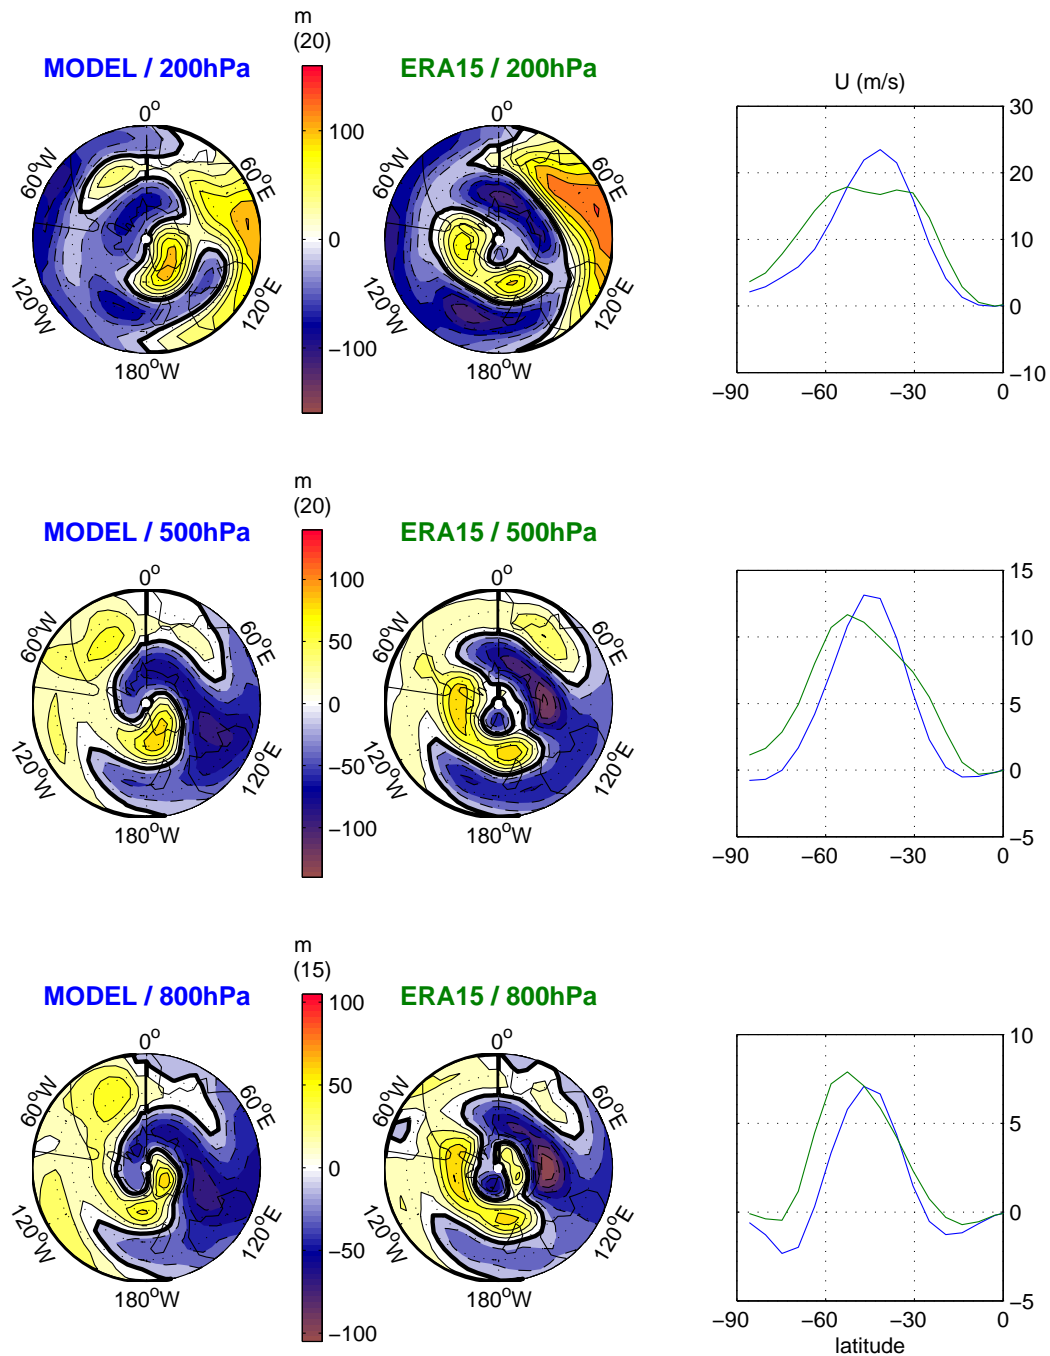 m
(20)
MODEL / 200hPa
ERA15 / 200hPa
U (m/s)
0°
60°W
60°E
120°W
120°E
180°W
100
0
−100
0°
60°W
60°E
120°W
120°E
180°W
30
20
10
0
−10
−90
−60
−30
0
m
(20)
MODEL / 500hPa
ERA15 / 500hPa
0°
60°W
60°E
120°W
120°E
180°W
100
50
0
−50
−100
0°
60°W
60°E
120°W
120°E
180°W
15
10
5
0
−5
−90
−60
−30
0
m
(15)
MODEL / 800hPa
ERA15 / 800hPa
0°
60°W
60°E
120°W
120°E
180°W
100
50
0
−50
−100
0°
60°W
60°E
120°W
120°E
180°W
10
5
0
−5
−90
−60
−30
0
latitude